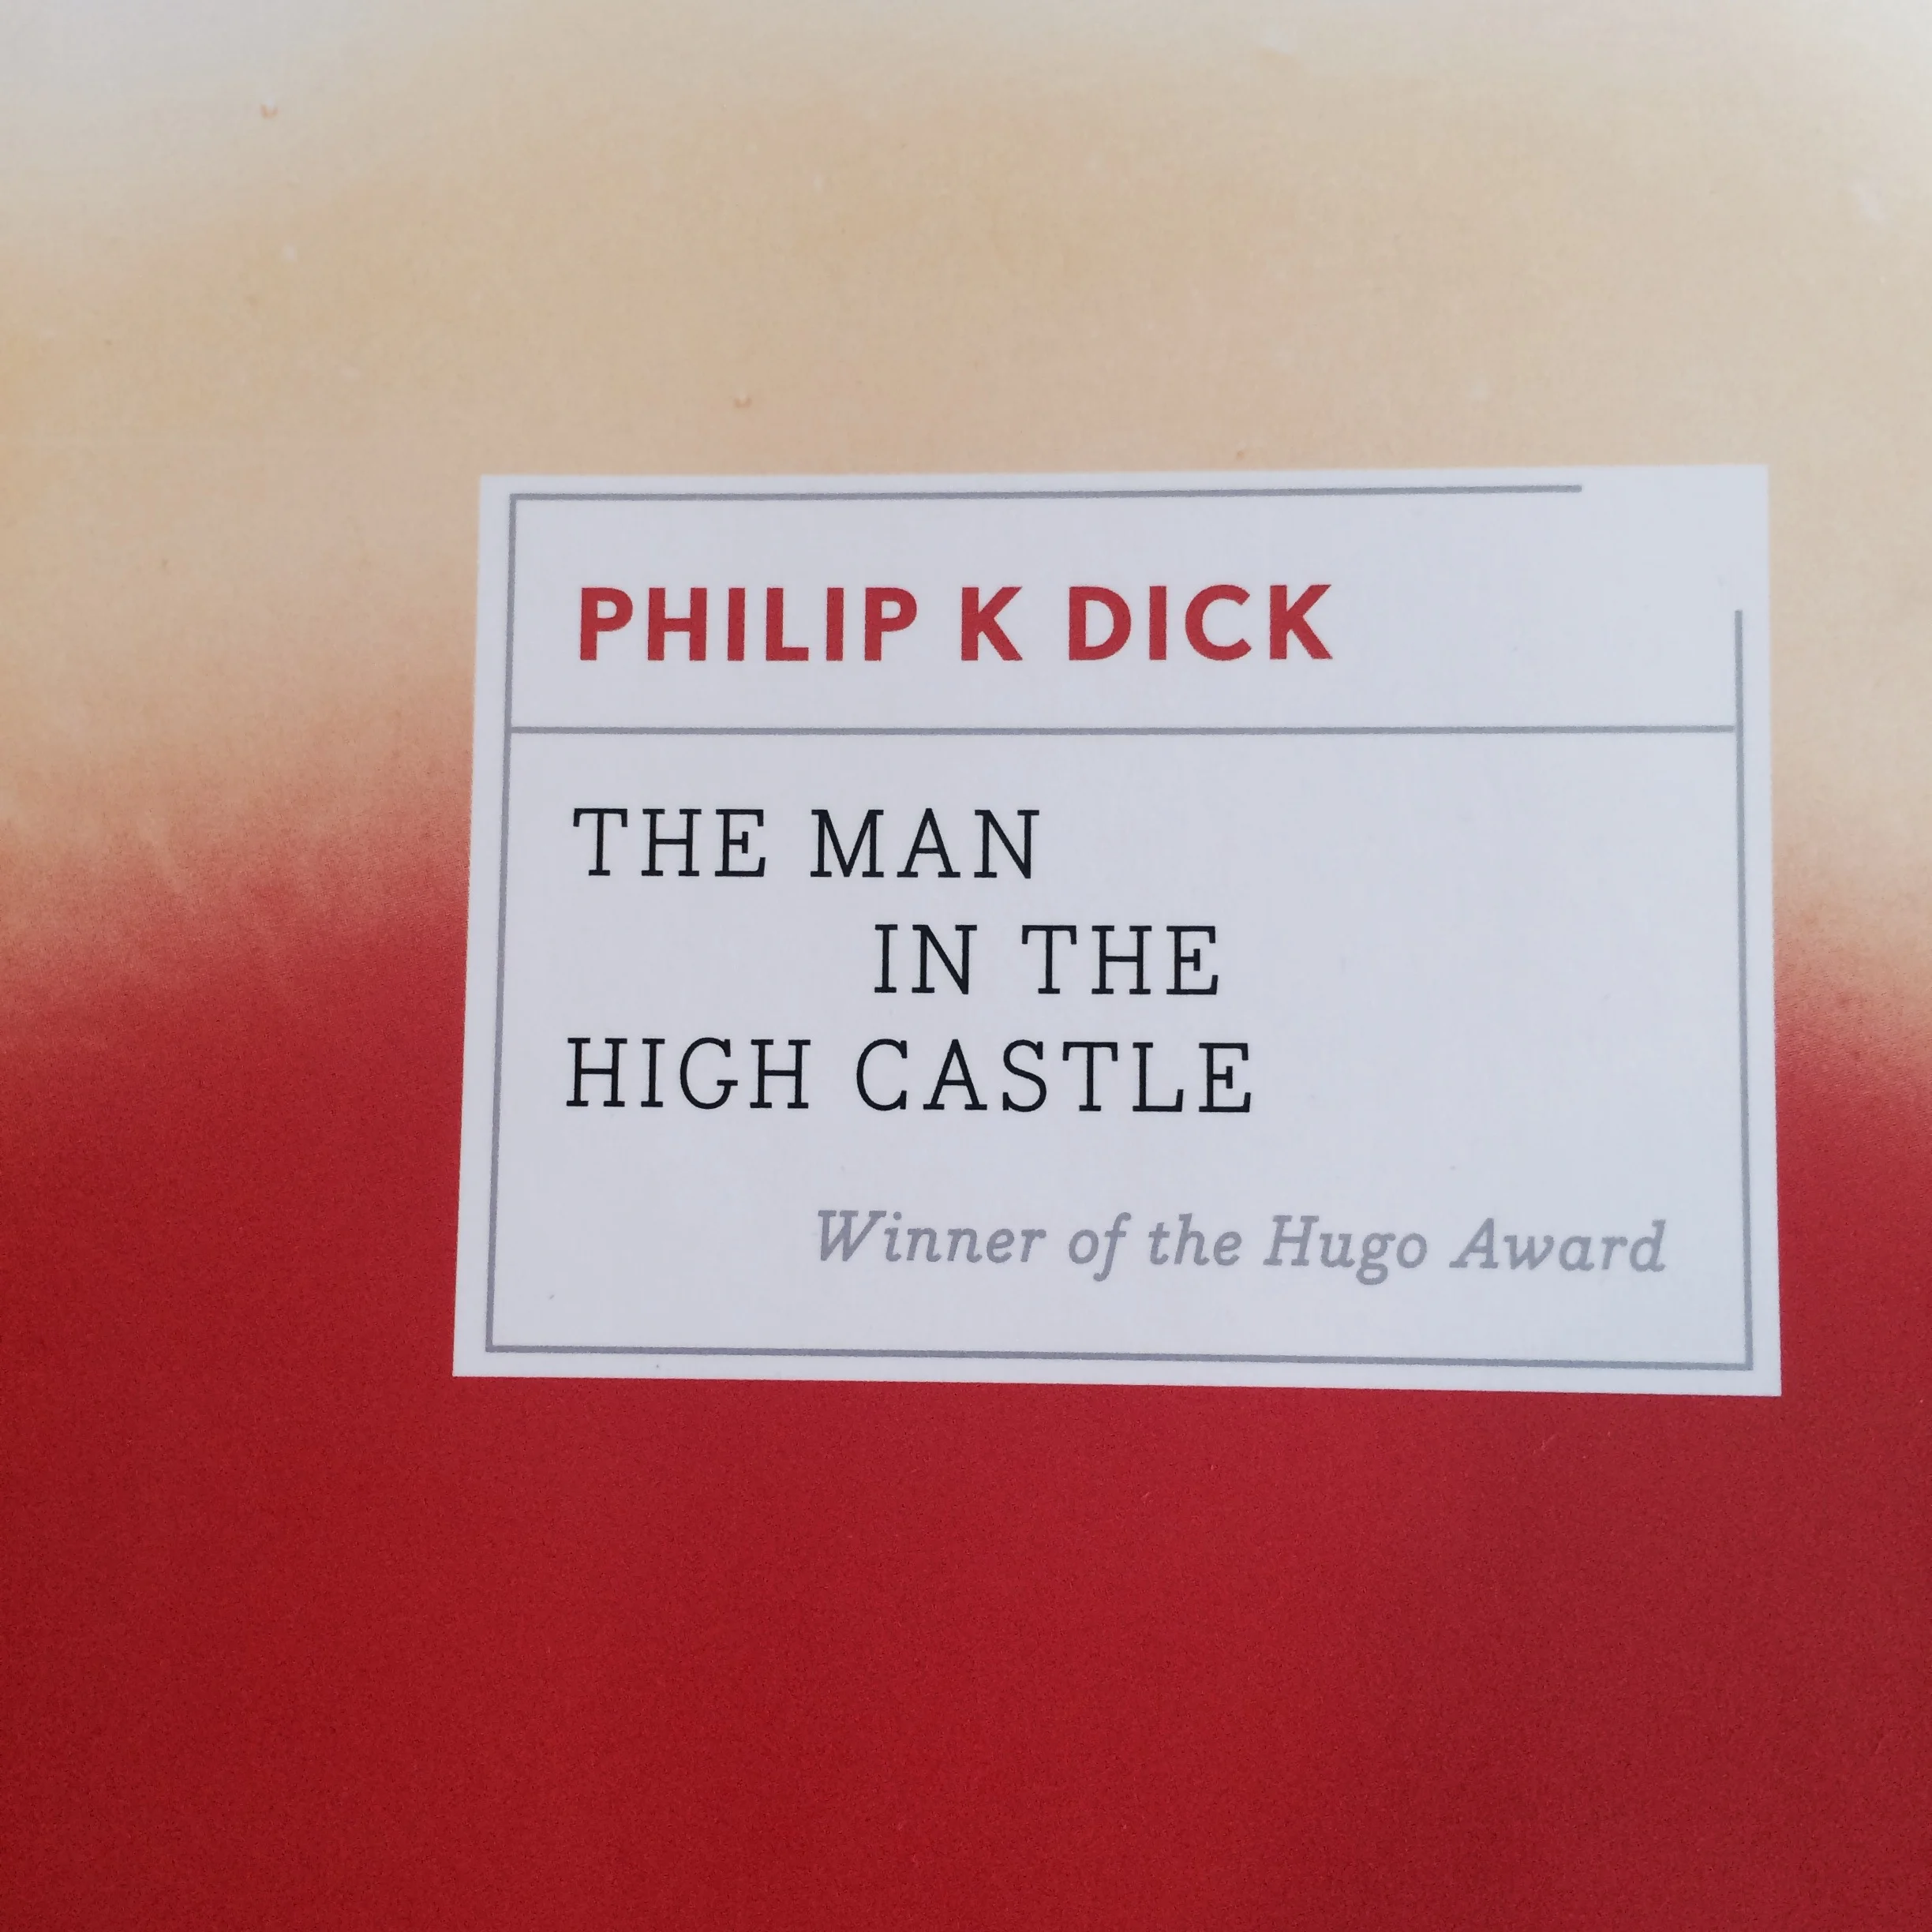 PHILIP K DICK
THE MAN
IN THE
HIGH CASTLE
Winner of the Hugo Award